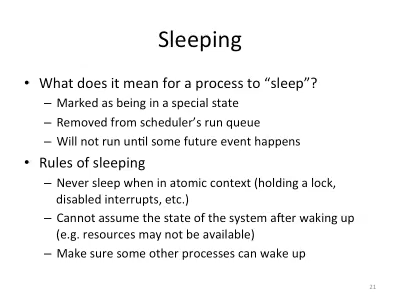 Sleeping
• What does it mean for a process to “sleep”?
– Marked as being in a special state
– Removed from scheduler’s run queue
– Will not run until some future event happens
• Rules of sleeping
– Never sleep when in atomic context (holding a lock,
disabled interrupts, etc.)
– Cannot assume the state of the system after waking up
(e.g. resources may not be available)
– Make sure some other processes can wake up
21